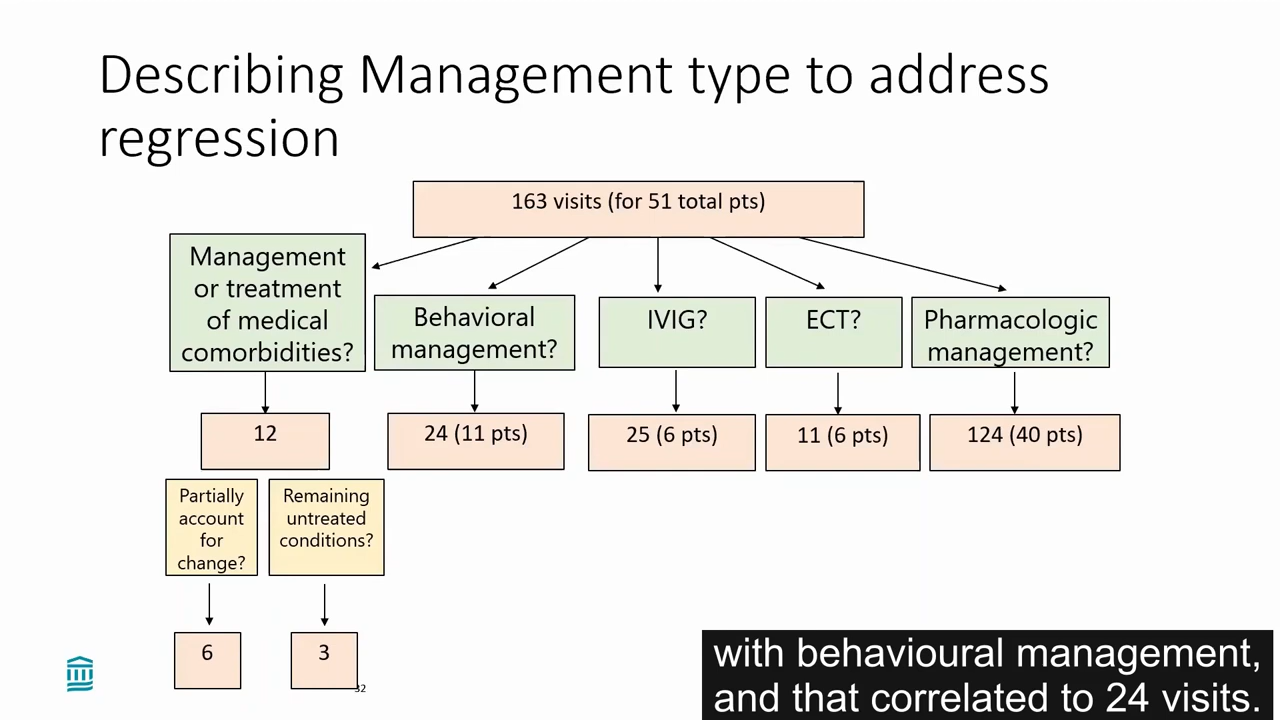 Describing Management type to address
regression
163 visits (for 51 total pts)
Management
or treatment
of medical
comorbidities?
Behavioral
management?
IVIG?
ECT?
Pharmacologic
management?
12
24 (11 pts)
25 (6 pts)
11 (6 pts)
124 (40 pts)
Partially
account
for
change?
Remaining
untreated
conditions?
6
3
32
with behavioural management,
and that correlated to 24 visits.